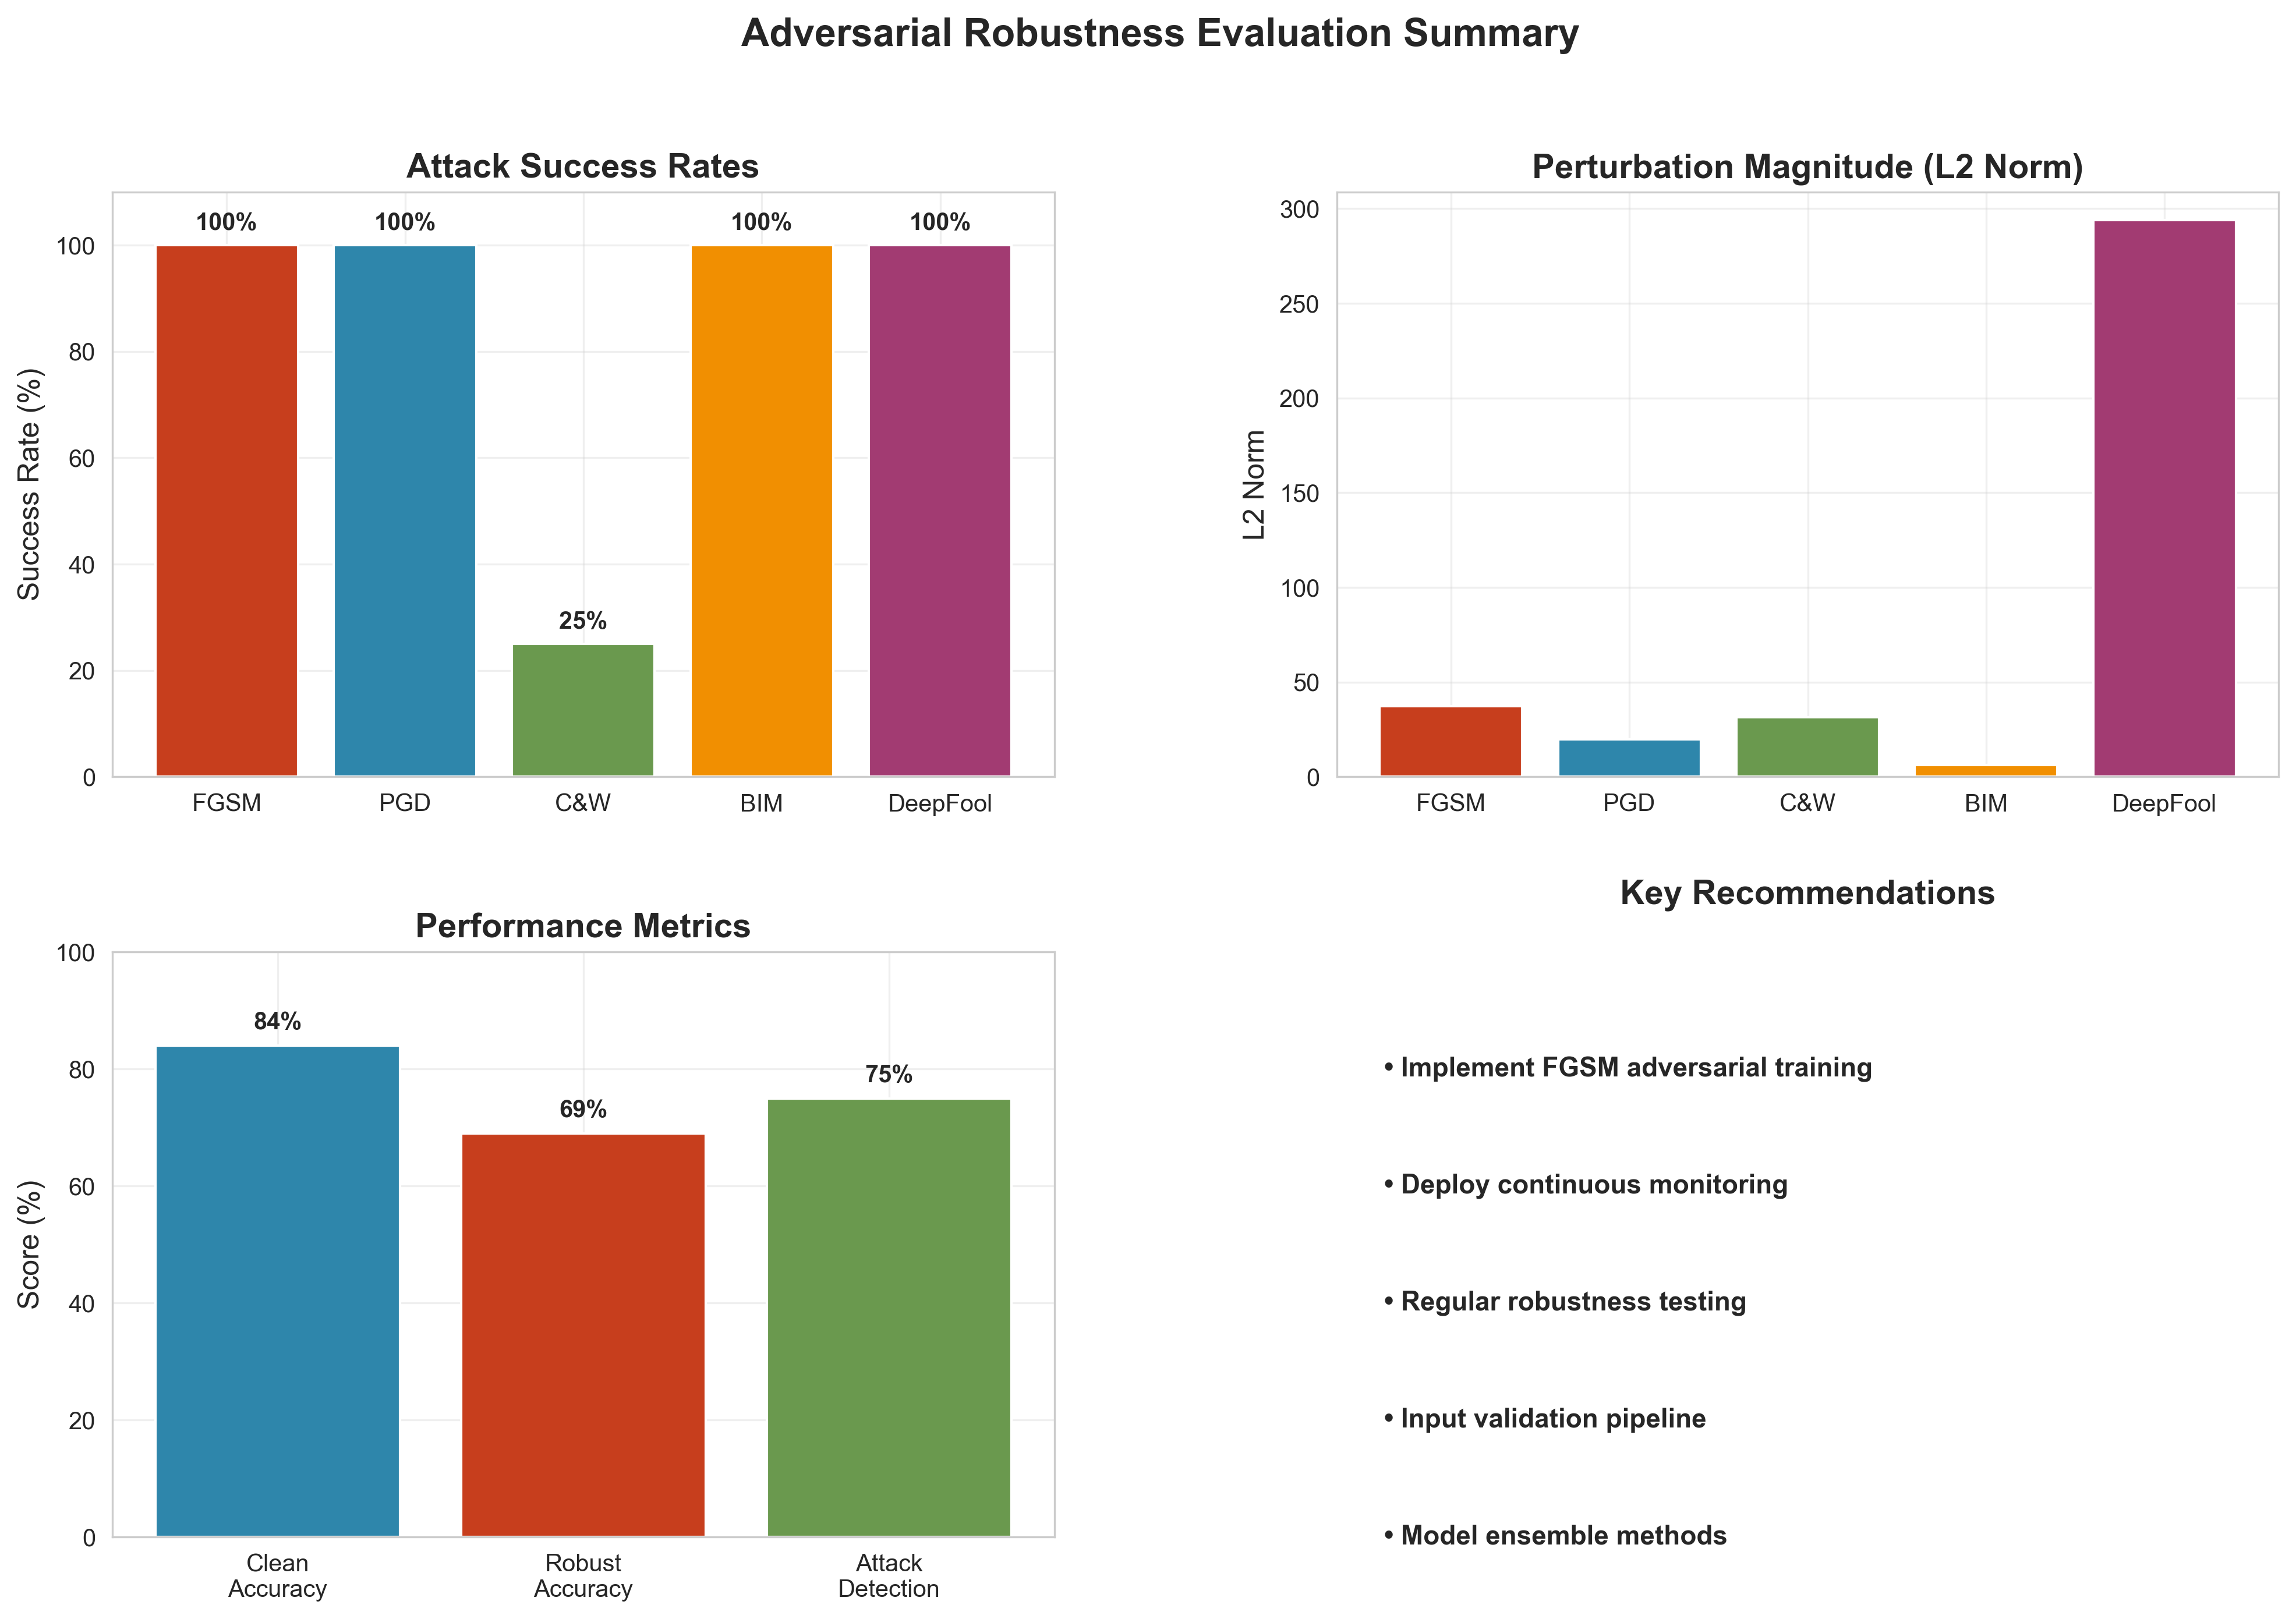 Adversarial Robustness Evaluation Summary
Attack Success Rates
Success Rate (%)
100
80
60
40
20
0
100%
100%
25%
100%
100%
FGSM
PGD
C&W
BIM
DeepFool
Perturbation Magnitude (L2 Norm)
L2 Norm
300
250
200
150
100
50
0
FGSM
PGD
C&W
BIM
DeepFool
Performance Metrics
Score (%)
100
80
60
40
20
0
84%
69%
75%
Clean
Accuracy
Robust
Accuracy
Attack
Detection
Key Recommendations
• Implement FGSM adversarial training
• Deploy continuous monitoring
• Regular robustness testing
• Input validation pipeline
• Model ensemble methods